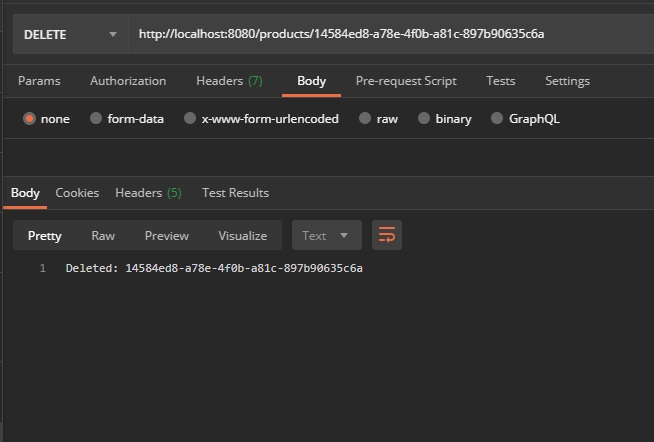 DELETE http://localhost:8080/products/14584ed8-a78e-4f0b-a81c-897b90635c6a
Params Authorization Headers (7) Body Pre-request Script Tests Settings
none form-data x-www-form-urlencoded raw binary GraphQL
Body Cookies Headers (5) Test Results
Pretty Raw Preview Visualize Text
1 Deleted: 14584ed8-a78e-4f0b-a81c-897b90635c6a